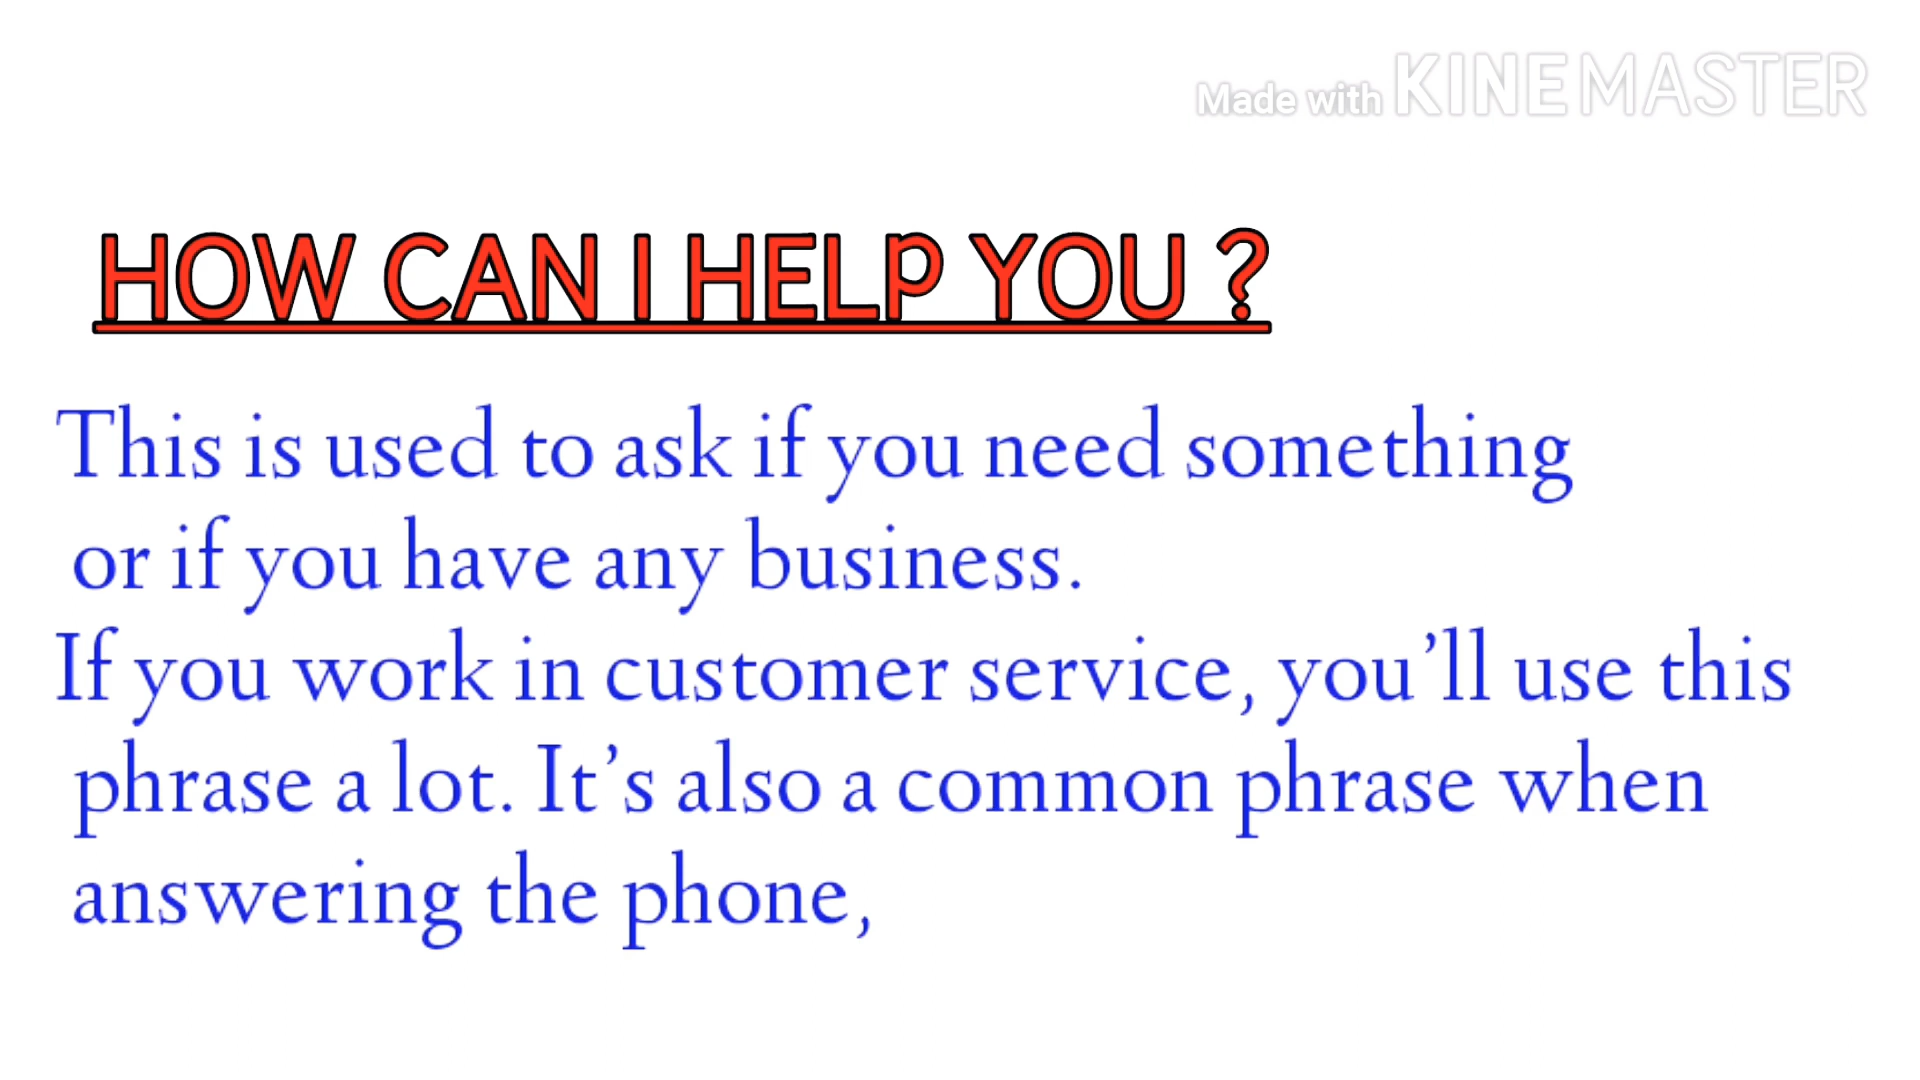 Made with KINEMASTER
HOW CAN I HELP YOU ?
This is used to ask if you need something
or if you have any business.
If you work in customer service, you’ll use this
phrase a lot. It’s also a common phrase when
answering the phone,